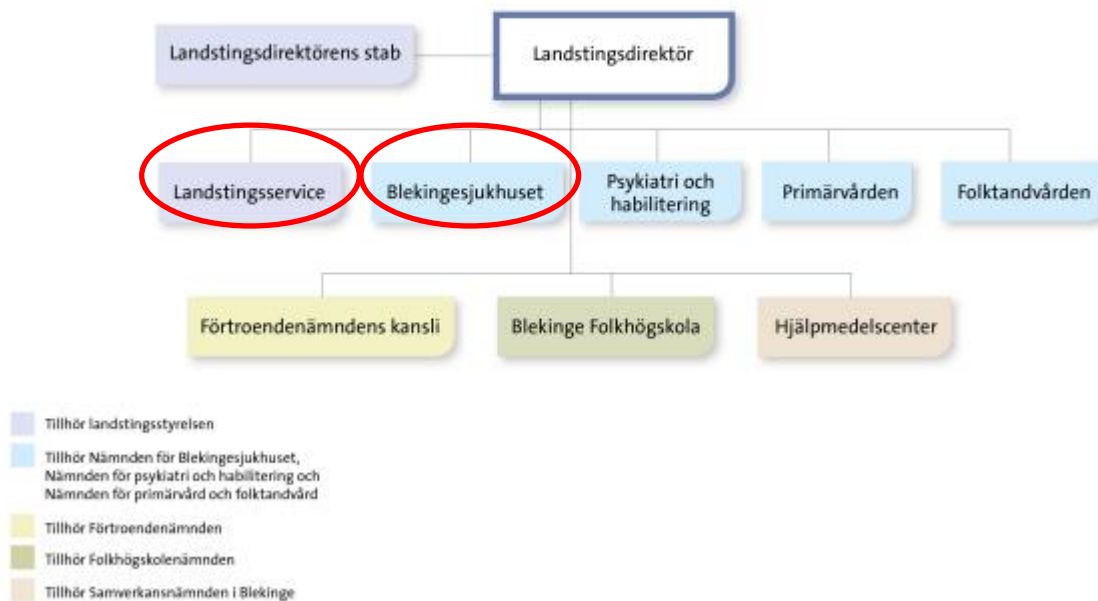 Landstingsdirektörens stab
Landstingsdirektör
Landstingsservice
Blekingesjukhuset
Psykiatri och
habilitering
Primärvården
Folktandvården
Förtroendenämndens kansli
Blekinge Folkhögskola
Hjälpmedelscenter
Tillhör landstingsstyrelsen
Tillhör Nämnden för Blekingesjukhuset,
Nämnden för psykiatri och habilitering och
Nämnden för primärvård och folktandvård
Tillhör Förtroendenämnden
Tillhör Folkhögskolenämnden
Tillhör Samverkansnämnden i Blekinge